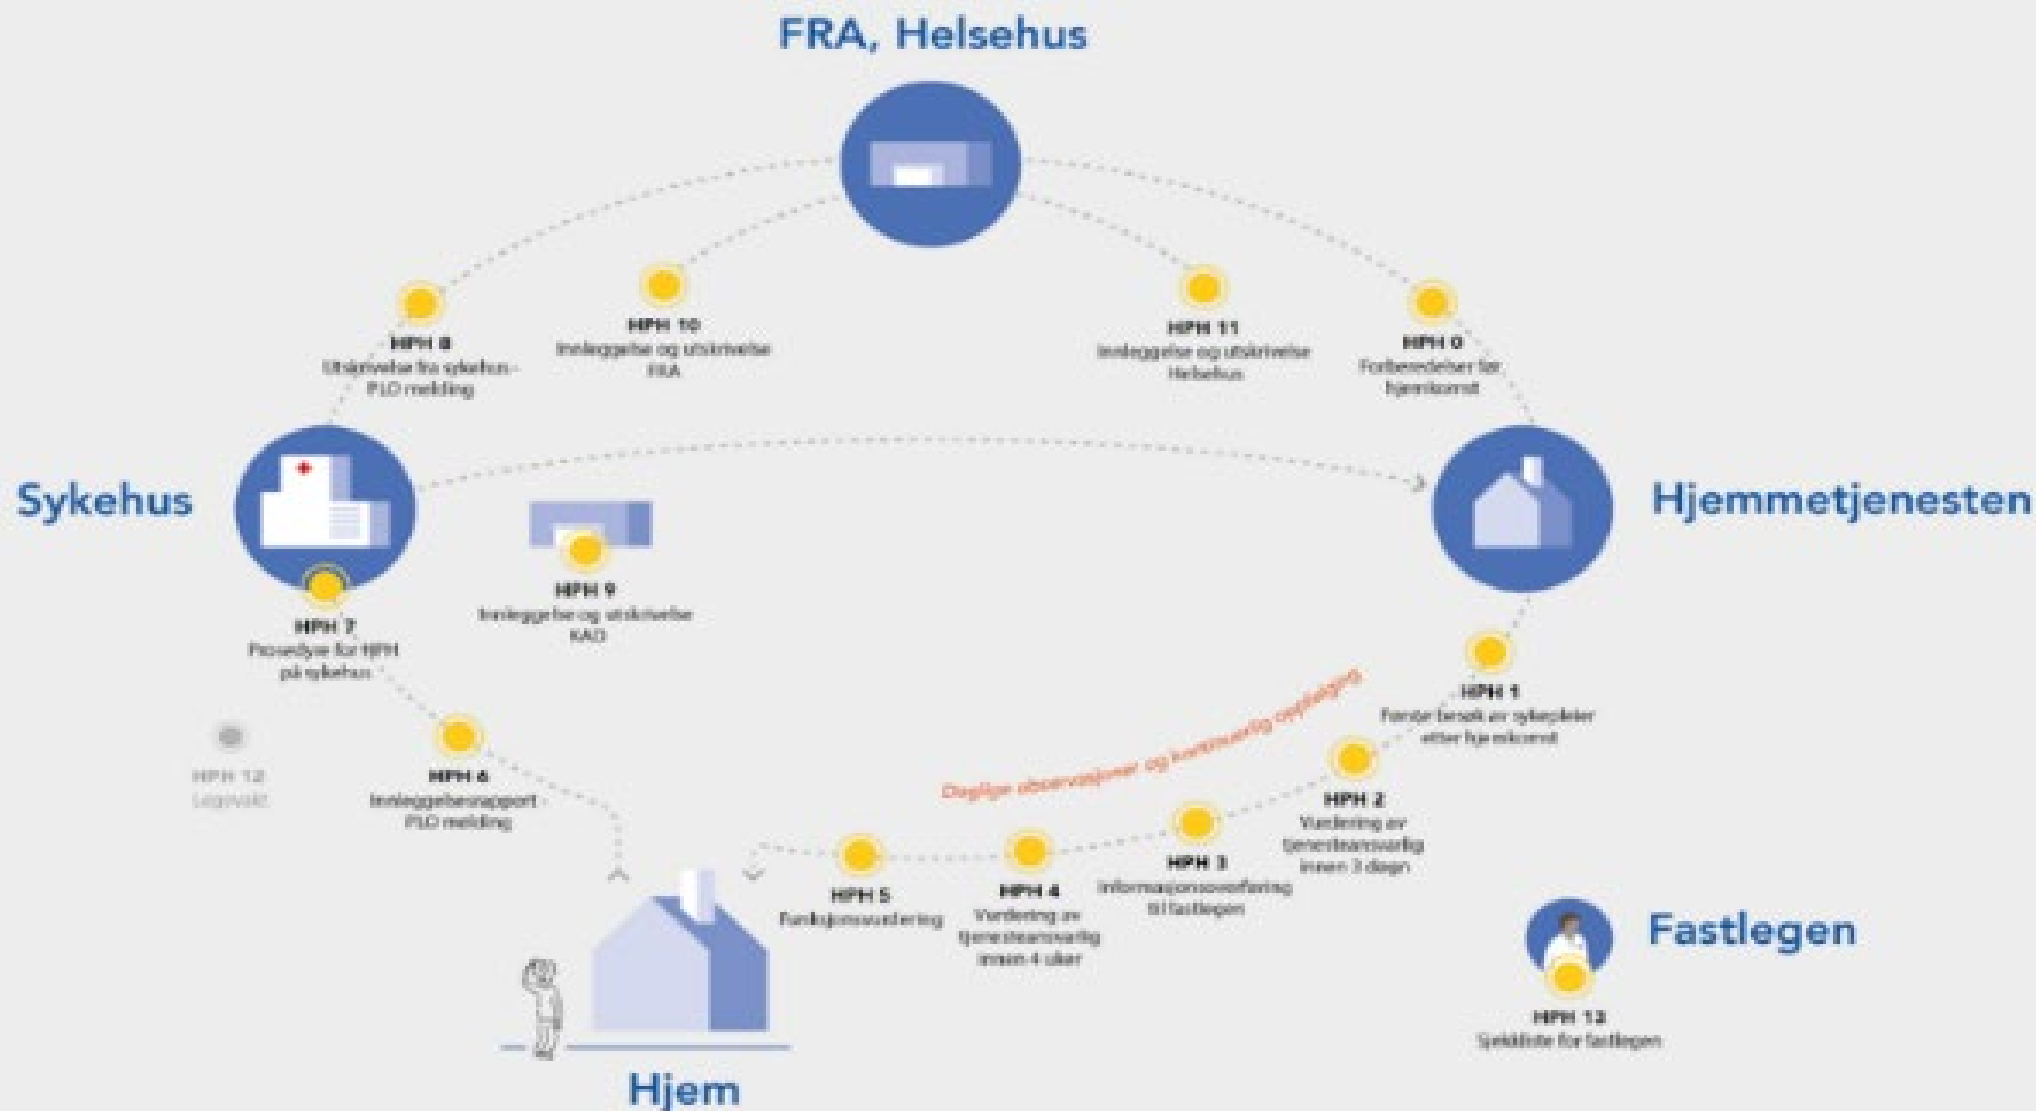 FRA, Helsehus
HPH 8
Utskrivelse fra sykehus -
PLO melding
HPH 10
Innleggelse og utskrivelse
FRA
HPH 11
Innleggelse og utskrivelse
Helsehus
HPH 0
Forberedelser før
hjemkomst
Sykehus
Hjemmetjenesten
HPH 9
Innleggelse og utskrivelse
KAD
HPH 7
Prosedyre for HPH
på sykehus
HPH 1
Første besøk av sykepleier
etter hjemkomst
Daglige observasjoner og kontinuerlig oppfølging
HPH 12
Legevakt
HPH 6
Innleggelsesrapport -
PLO melding
HPH 2
Vurdering av
tjenesteansvarlig
innen 3 døgn
HPH 3
Informasjonsoverføring
til fastlegen
HPH 4
Vurdering av
tjenesteansvarlig
innen 4 uker
HPH 5
Funksjonsvurdering
Fastlegen
HPH 13
Sjekkliste for fastlegen
Hjem